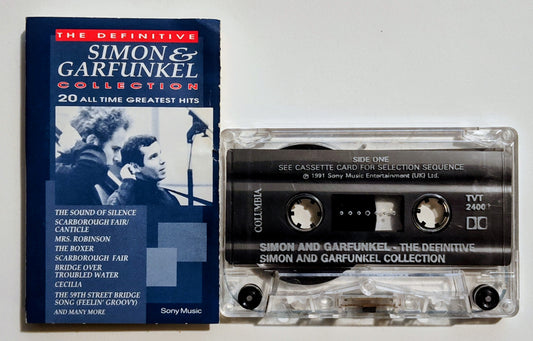 THE DEFINITIVE
SIMON &
GARFUNKEL
COLLECTION
20 ALL TIME GREATEST HITS
THE SOUND OF SILENCE
SCARBOROUGH FAIR/
CANTICLE
MRS. ROBINSON
THE BOXER
SCARBOROUGH FAIR
BRIDGE OVER
TROUBLED WATER
CECILIA
THE 59TH STREET BRIDGE
SONG (FEELIN' GROOVY)
AND MANY MORE
Sony Music
SIDE ONE
SEE CASSETTE CARD FOR SELECTION SEQUENCE
℗ 1991 Sony Music Entertainment (UK) Ltd.
COLUMBIA
TVT
2400
SIMON AND GARFUNKEL - THE DEFINITIVE
SIMON AND GARFUNKEL COLLECTION